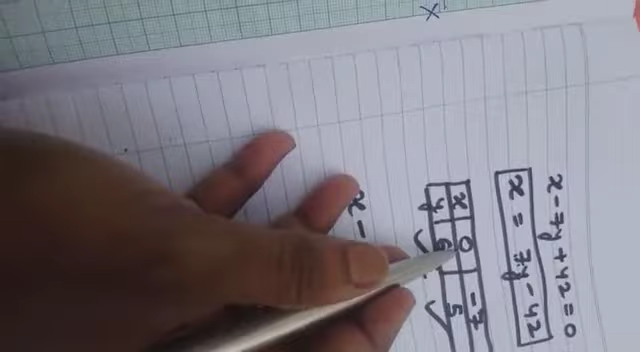 x - 7y + 42 = 0
x = 7y - 42
x 0 -7
y 6 5
x -
X